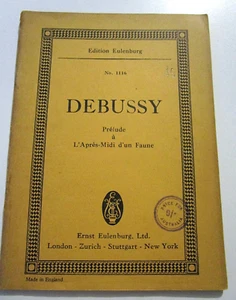 Edition Eulenburg
No. 1116
DEBUSSY
Prélude
à
L'Après-Midi d'un Faune
Ernst Eulenburg, Ltd.
London - Zurich - Stuttgart - New York
Made in England